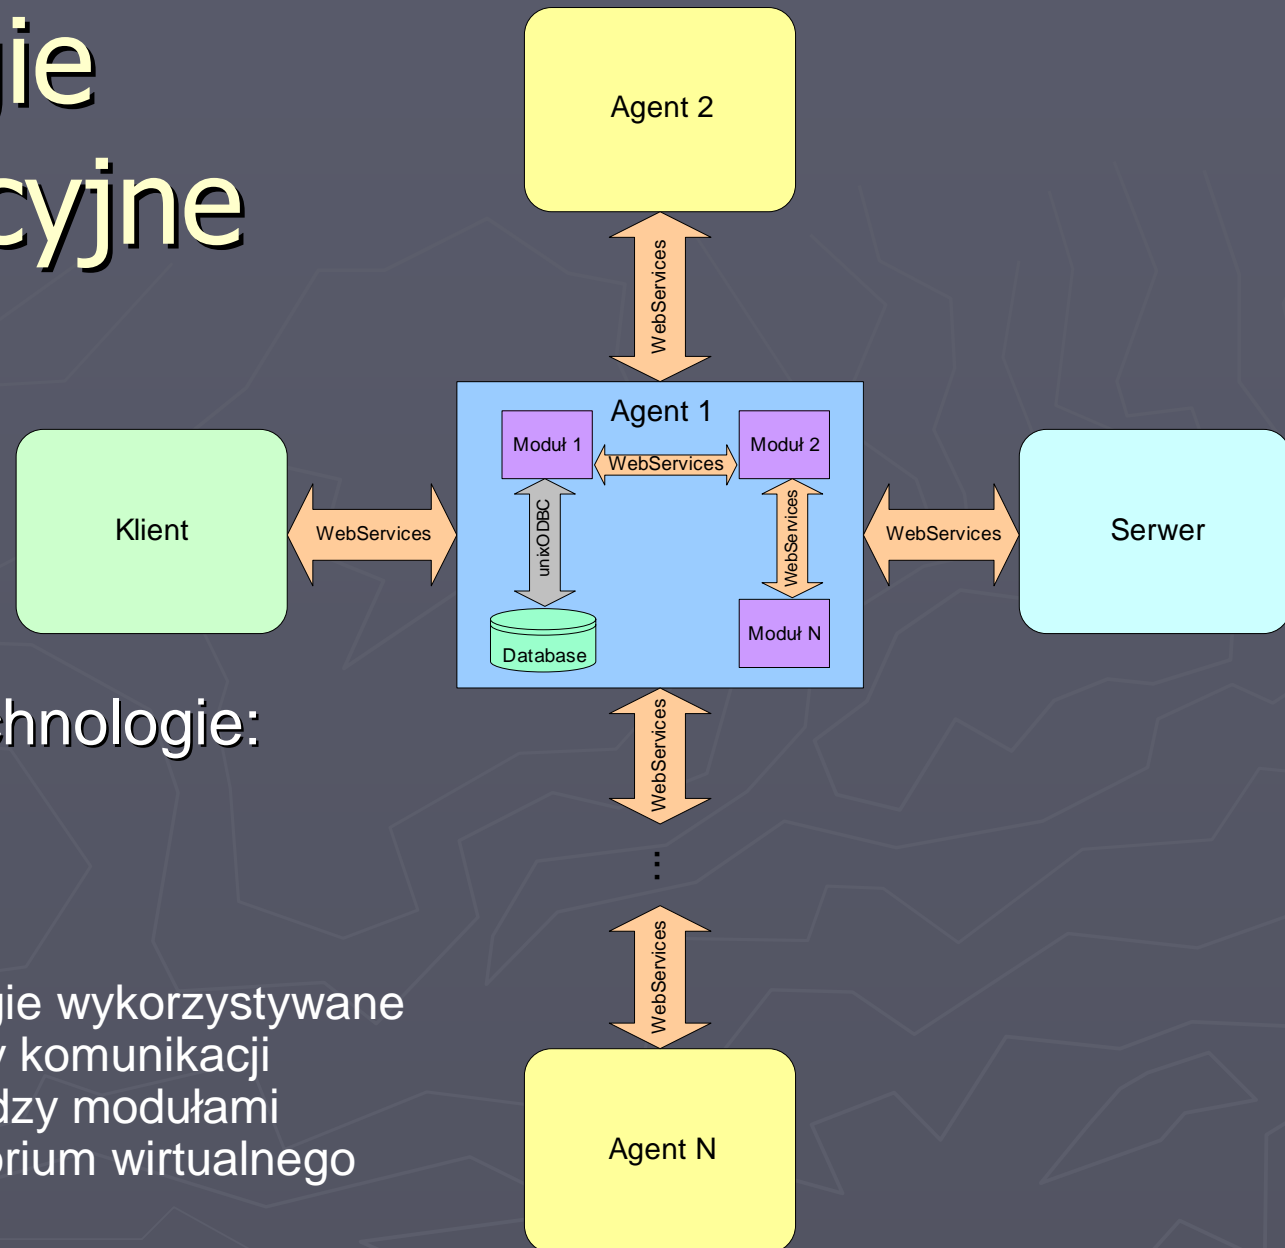 gie
cyjne
Agent 2
WebServices
Agent 1
Moduł 1
WebServices
Moduł 2
Klient
WebServices
unixODBC
WebServices
WebServices
Serwer
Database
Moduł N
chnologie:
WebServices
...
WebServices
gie wykorzystywane
y komunikacji
dzy modułami
orium wirtualnego
Agent N